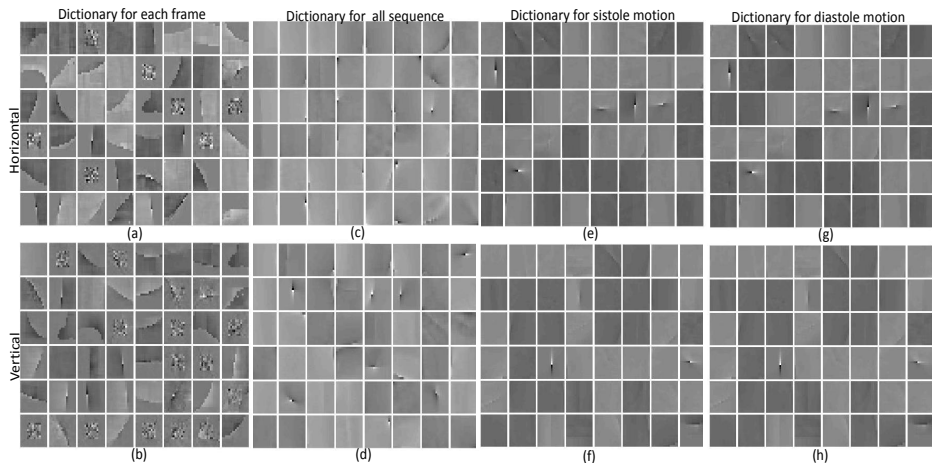 Dictionary for each frame
Dictionary for all sequence
Dictionary for sistole motion
Dictionary for diastole motion
Horizontal
(a)
(c)
(e)
(g)
Vertical
(b)
(d)
(f)
(h)